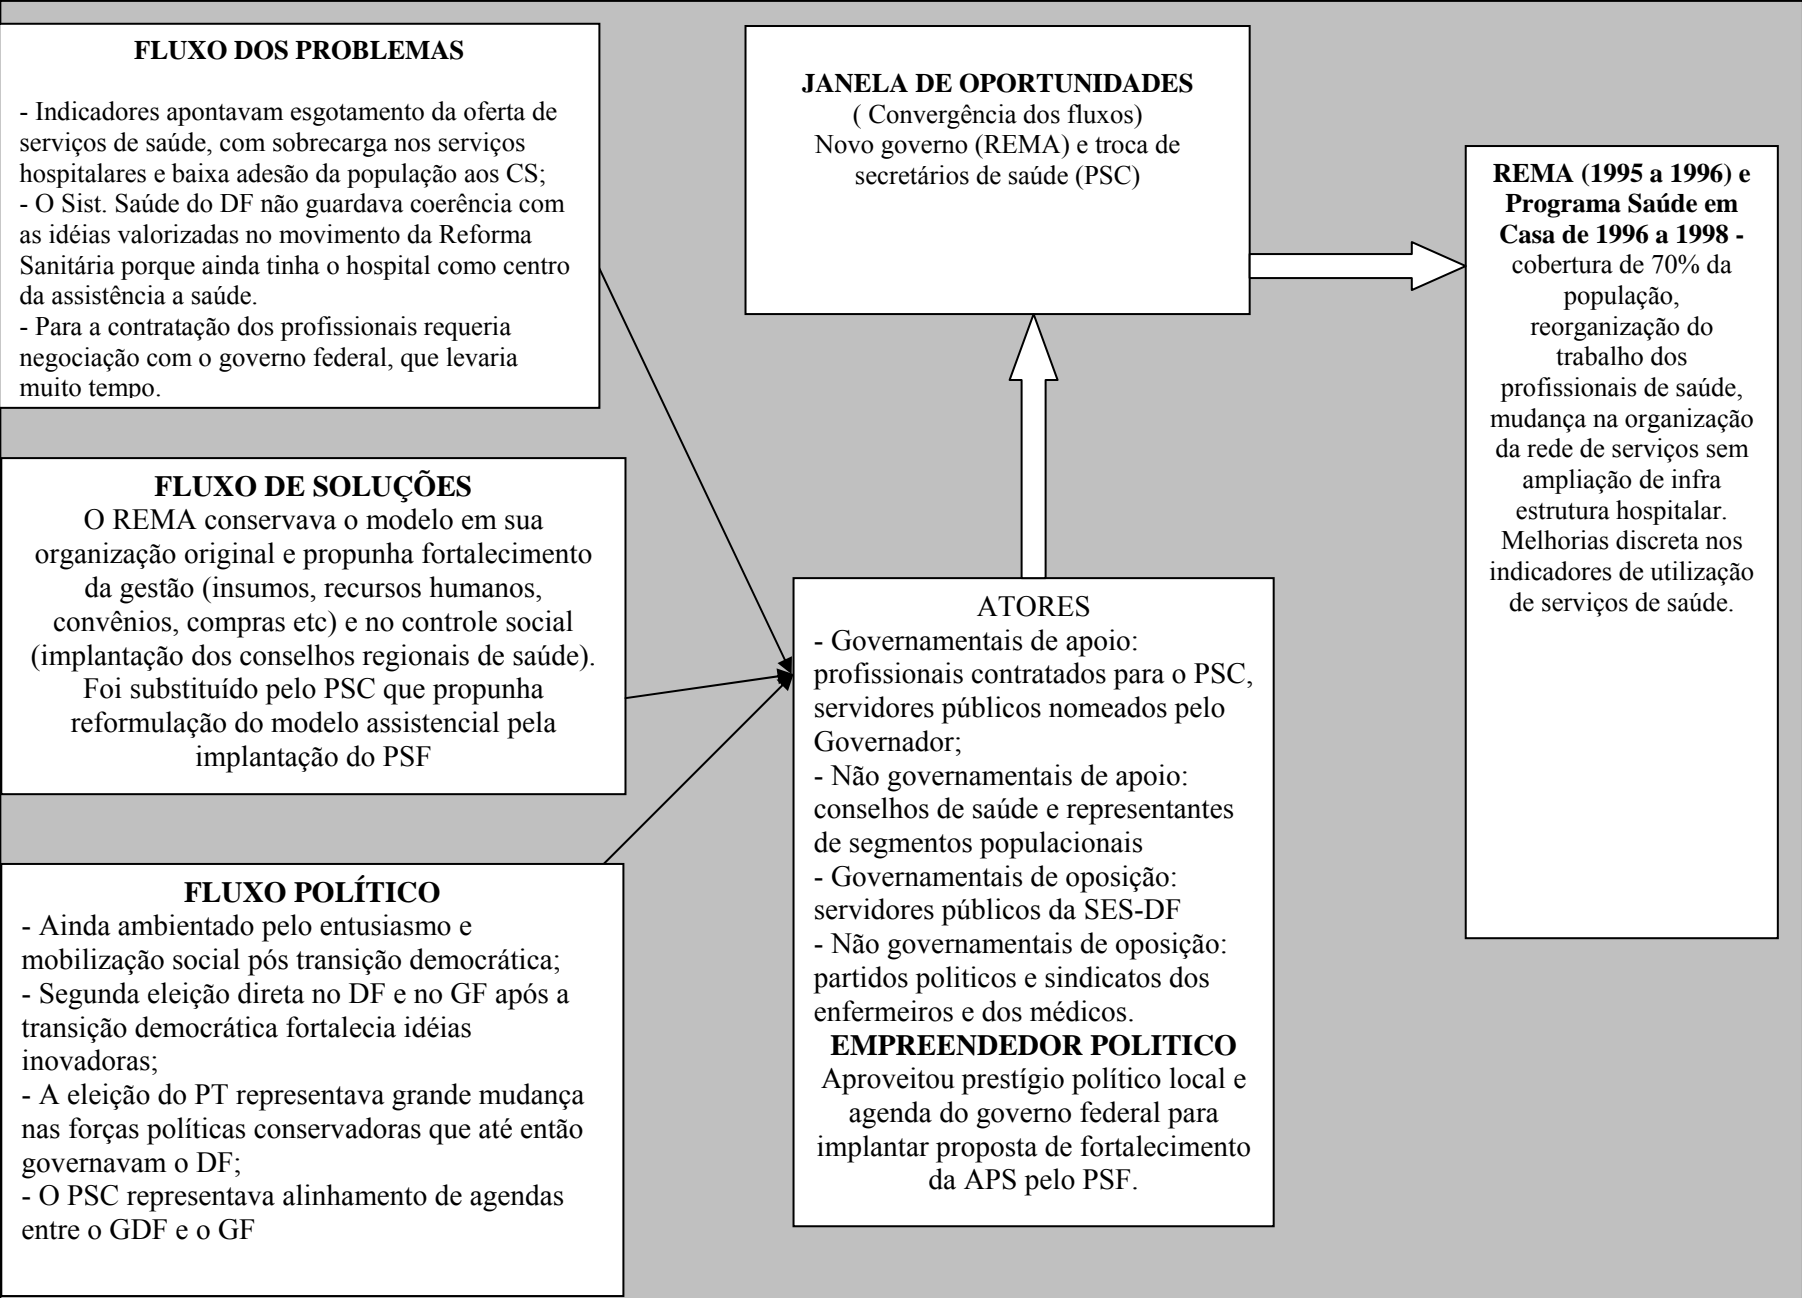 FLUXO DOS PROBLEMAS
- Indicadores apontavam esgotamento da oferta de
serviços de saúde, com sobrecarga nos serviços
hospitalares e baixa adesão da população aos CS;
- O Sist. Saúde do DF não guardava coerência com
as idéias valorizadas no movimento da Reforma
Sanitária porque ainda tinha o hospital como centro
da assistência a saúde.
- Para a contratação dos profissionais requeria
negociação com o governo federal, que levaria
muito tempo.
FLUXO DE SOLUÇÕES
O REMA conservava o modelo em sua
organização original e propunha fortalecimento
da gestão (insumos, recursos humanos,
convênios, compras etc) e no controle social
(implantação dos conselhos regionais de saúde).
Foi substituído pelo PSC que propunha
reformulação do modelo assistencial pela
implantação do PSF
FLUXO POLÍTICO
- Ainda ambientado pelo entusiasmo e
mobilização social pós transição democrática;
- Segunda eleição direta no DF e no GF após a
transição democrática fortalecia idéias
inovadoras;
- A eleição do PT representava grande mudança
nas forças políticas conservadoras que até então
governavam o DF;
- O PSC representava alinhamento de agendas
entre o GDF e o GF
JANELA DE OPORTUNIDADES
( Convergência dos fluxos)
Novo governo (REMA) e troca de
secretários de saúde (PSC)
ATORES
- Governamentais de apoio:
profissionais contratados para o PSC,
servidores públicos nomeados pelo
Governador;
- Não governamentais de apoio:
conselhos de saúde e representantes
de segmentos populacionais
- Governamentais de oposição:
servidores públicos da SES-DF
- Não governamentais de oposição:
partidos politicos e sindicatos dos
enfermeiros e dos médicos.
EMPREENDEDOR POLITICO
Aproveitou prestígio político local e
agenda do governo federal para
implantar proposta de fortalecimento
da APS pelo PSF.
REMA (1995 a 1996) e
Programa Saúde em
Casa de 1996 a 1998 -
cobertura de 70% da
população,
reorganização do
trabalho dos
profissionais de saúde,
mudança na organização
da rede de serviços sem
ampliação de infra
estrutura hospitalar.
Melhorias discreta nos
indicadores de utilização
de serviços de saúde.